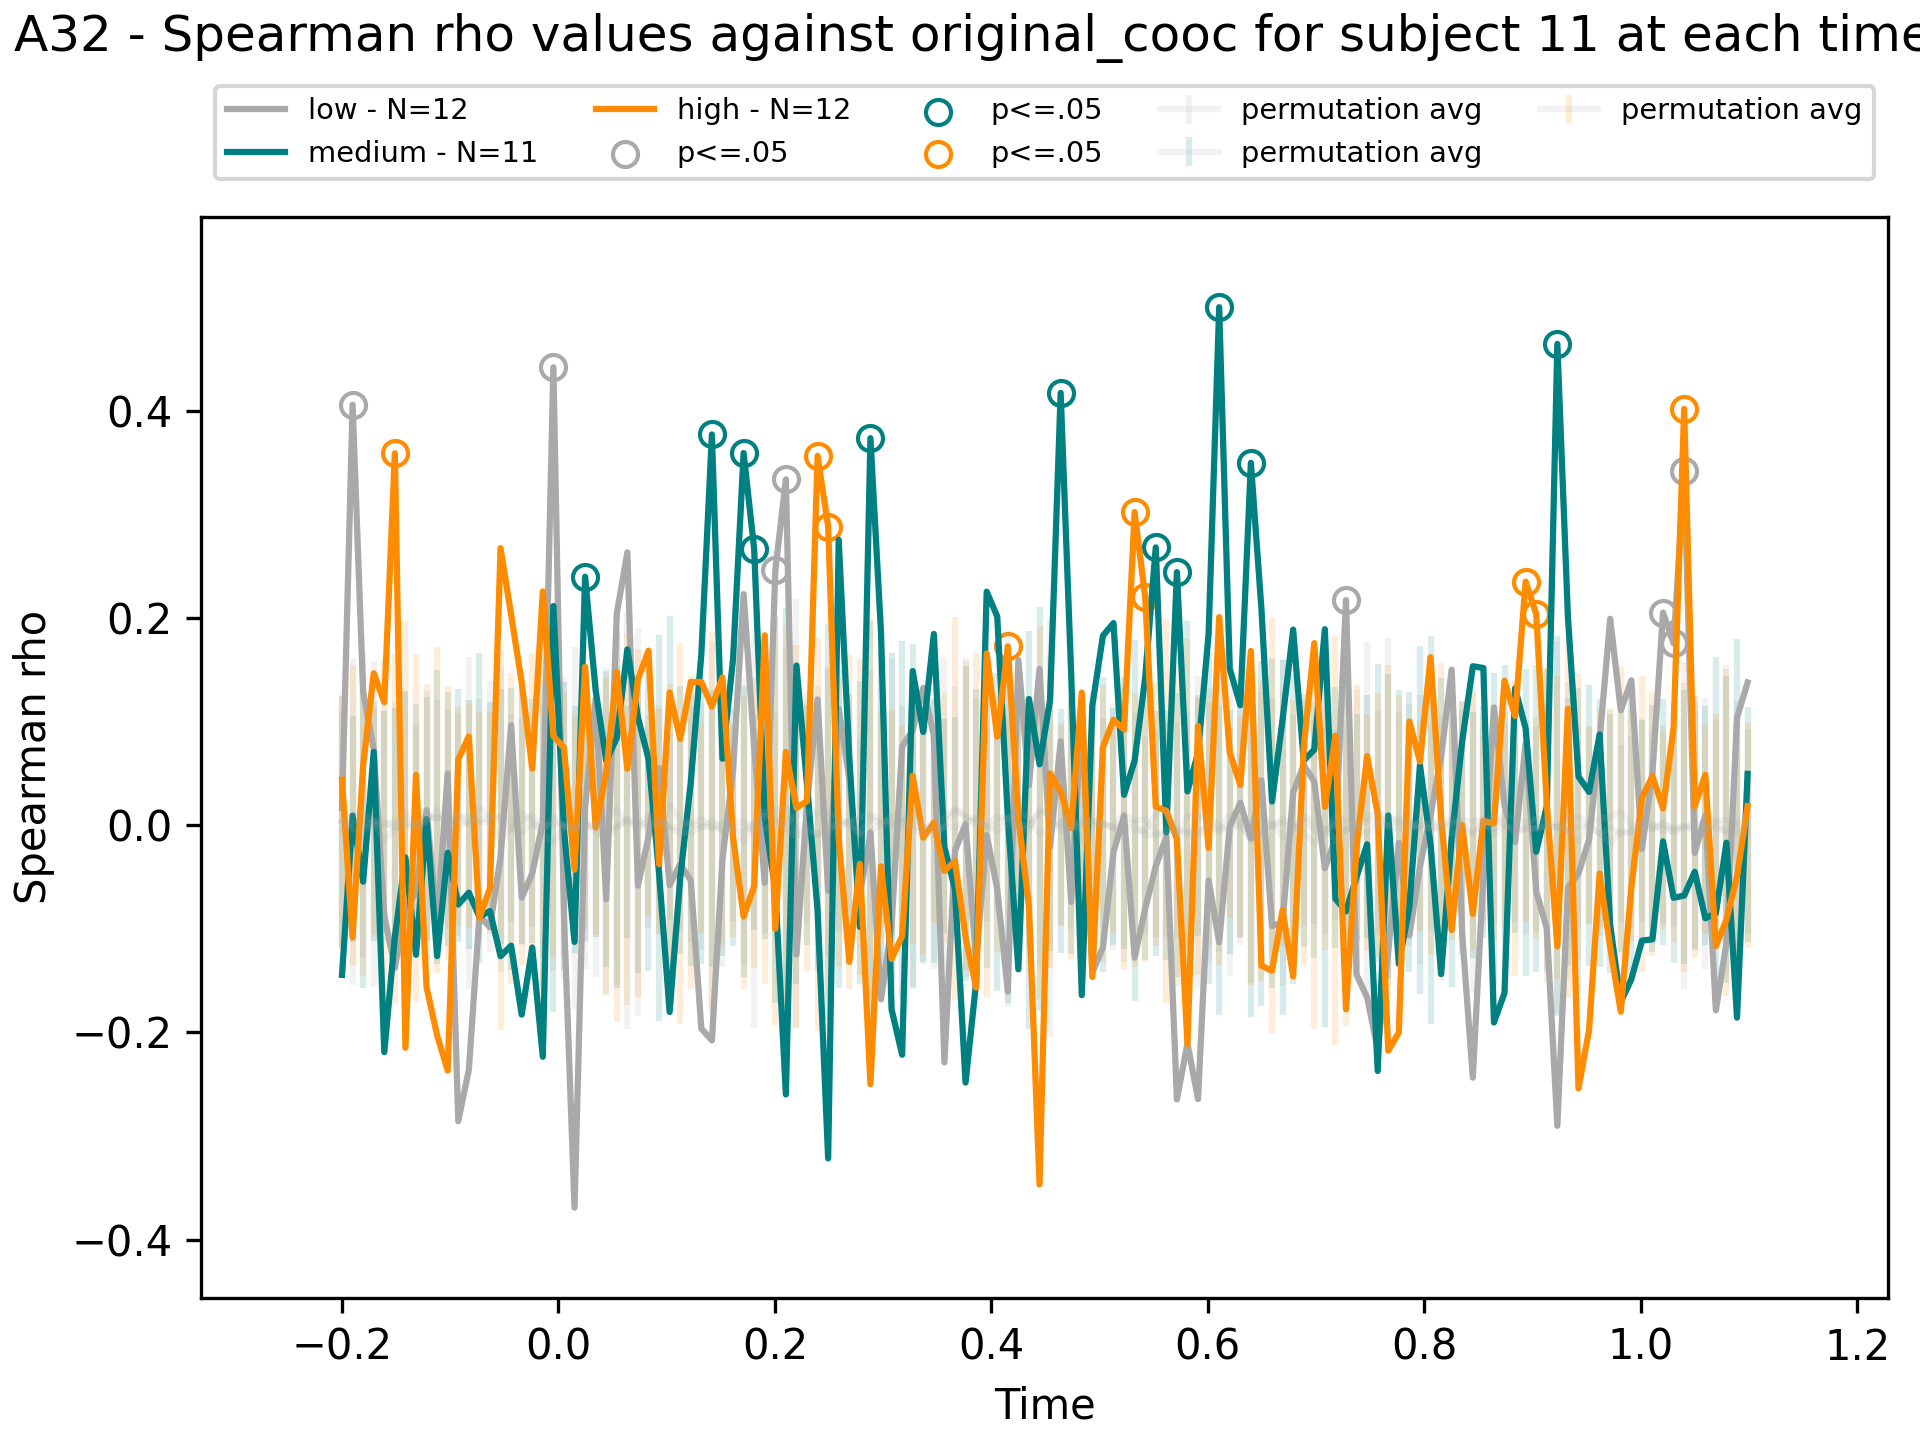 A32 - Spearman rho values against original_cooc for subject 11 at each time
low - N=12
medium - N=11
high - N=12
p<=.05
p<=.05
p<=.05
permutation avg
permutation avg
permutation avg
Spearman rho
0.4
0.2
0.0
−0.2
−0.4
−0.2 0.0 0.2 0.4 0.6 0.8 1.0 1.2
Time